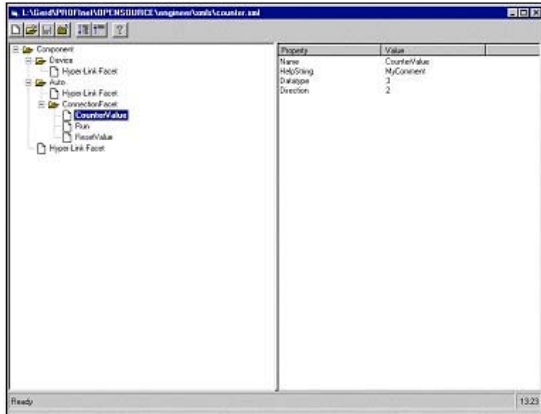 L:\Gerd\PROFInet\OPENSOURCE\engineer\xmls\counter.xml
Component
Device
Hyper-Link Facet
Auto
Hyper-Link Facet
ConnectionFacet
CounterValue
Run
ResetValue
Hyper Link Facet
Property Value
Name CounterValue
HelpString MyComment
Datatype 3
Direction 2
Ready 13:23